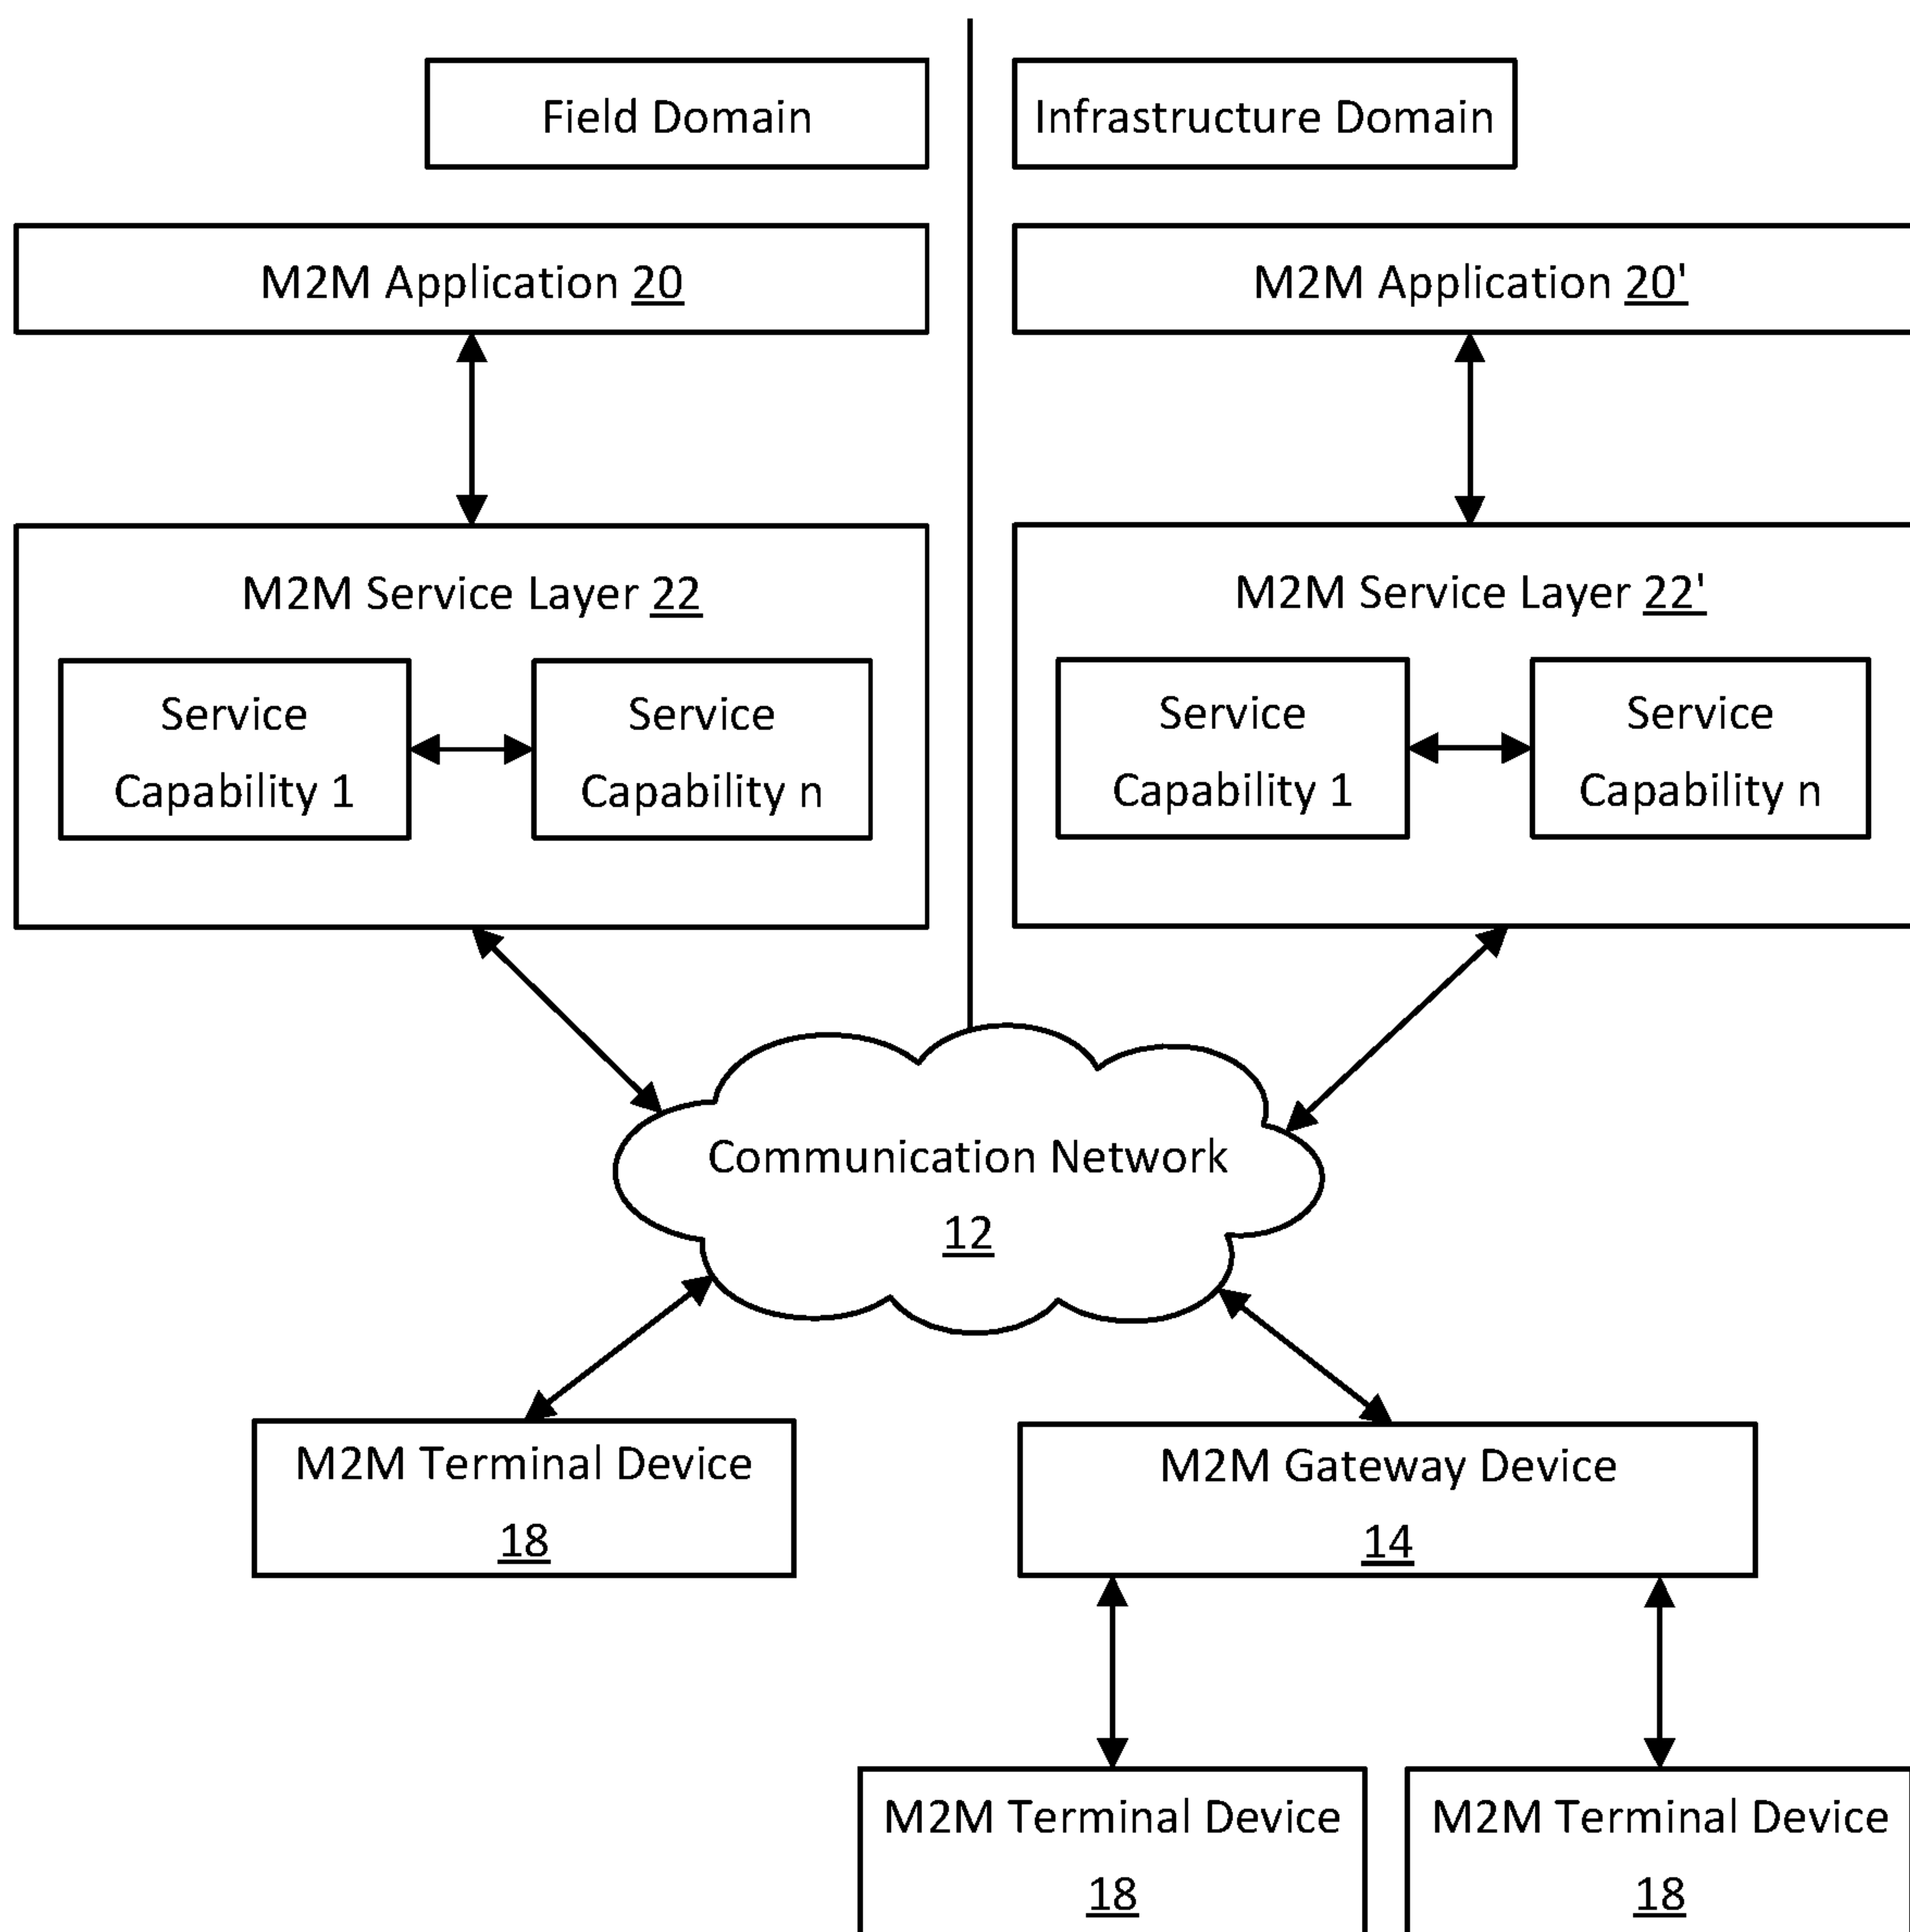 Field Domain
Infrastructure Domain
M2M Application 20
M2M Application 20'
M2M Service Layer 22
Service
Capability 1
Service
Capability n
M2M Service Layer 22'
Service
Capability 1
Service
Capability n
Communication Network
12
M2M Terminal Device
18
M2M Gateway Device
14
M2M Terminal Device
18
M2M Terminal Device
18